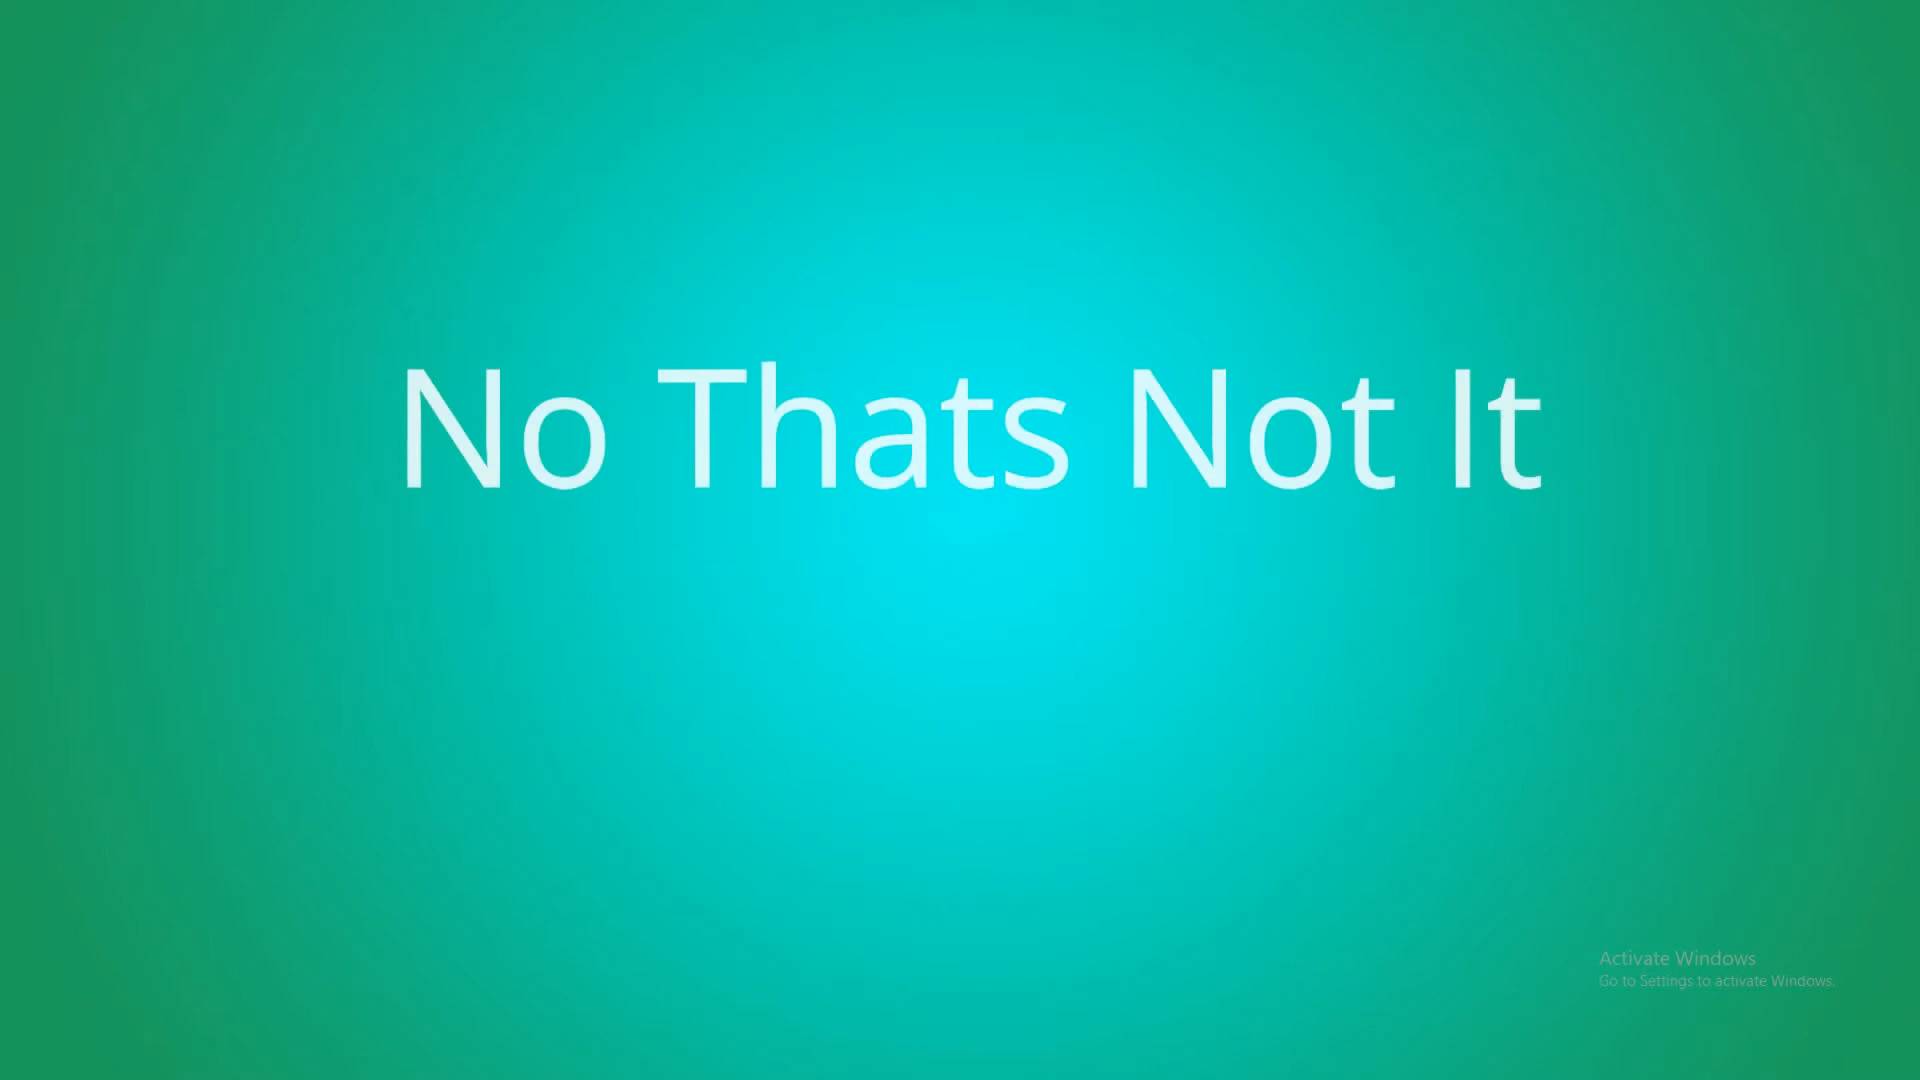 No Thats Not It
Activate Windows
Go to Settings to activate Windows.